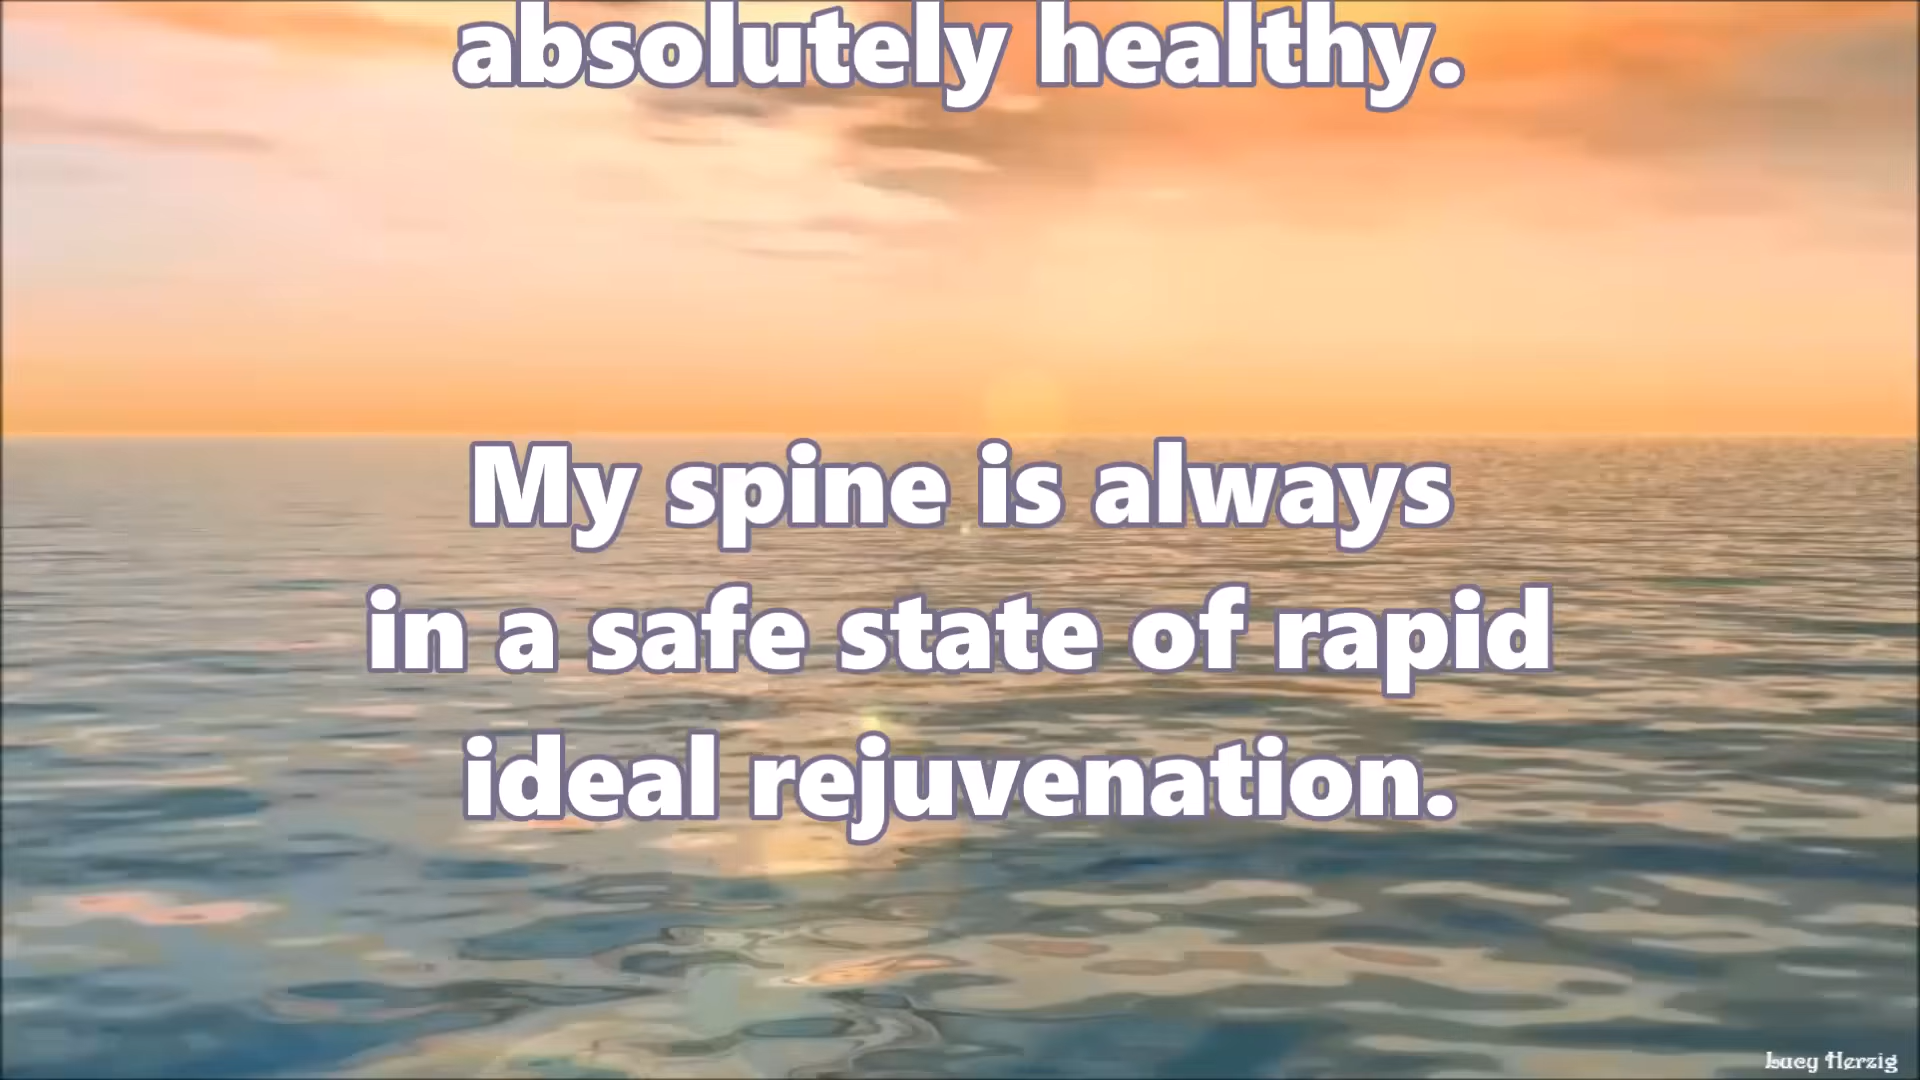 absolutely healthy.
My spine is always
in a safe state of rapid
ideal rejuvenation.
Lucy Herzig